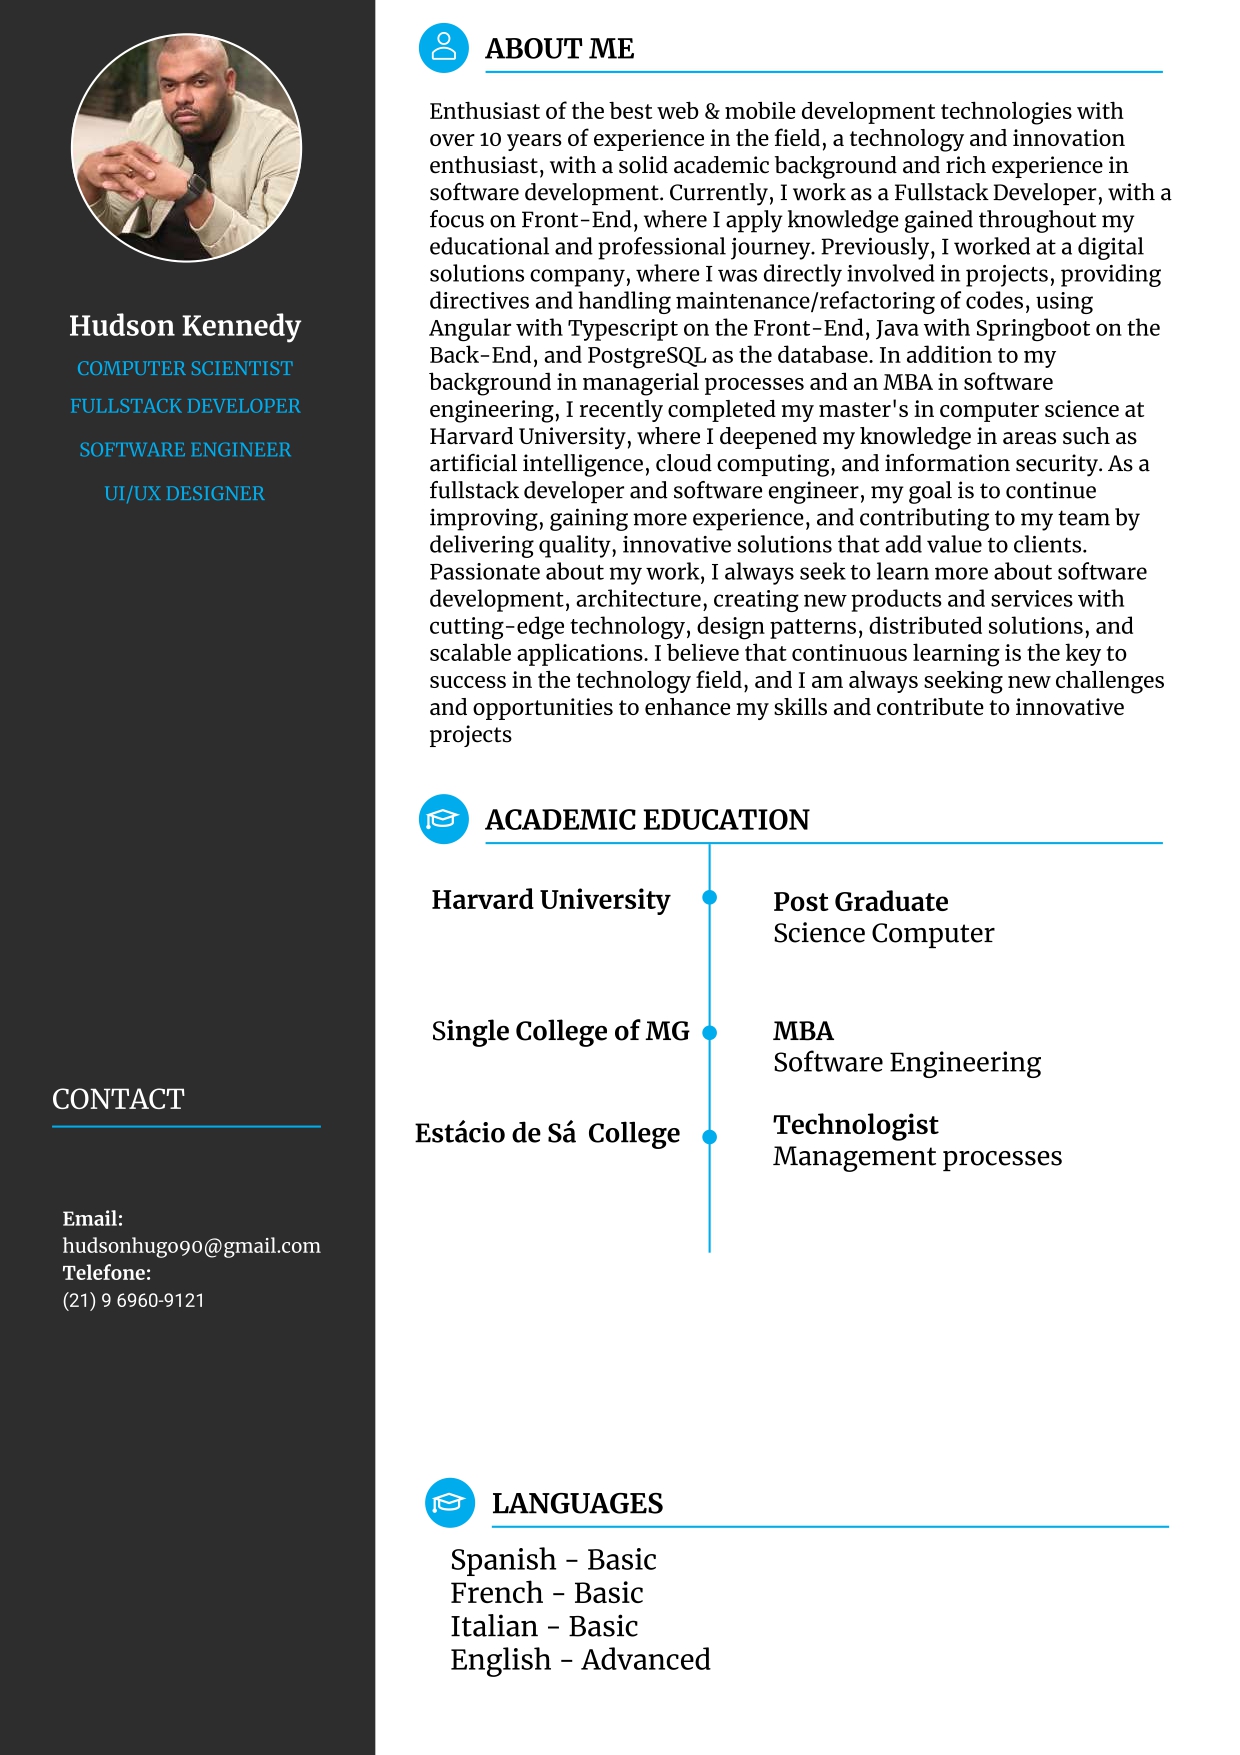 Hudson Kennedy
COMPUTER SCIENTIST
FULLSTACK DEVELOPER
SOFTWARE ENGINEER
UI/UX DESIGNER
CONTACT
Email:
hudsonhugo90@gmail.com
Telefone:
(21) 9 6960-9121
ABOUT ME
Enthusiast of the best web & mobile development technologies with
over 10 years of experience in the field, a technology and innovation
enthusiast, with a solid academic background and rich experience in
software development. Currently, I work as a Fullstack Developer, with a
focus on Front-End, where I apply knowledge gained throughout my
educational and professional journey. Previously, I worked at a digital
solutions company, where I was directly involved in projects, providing
directives and handling maintenance/refactoring of codes, using
Angular with Typescript on the Front-End, Java with Springboot on the
Back-End, and PostgreSQL as the database. In addition to my
background in managerial processes and an MBA in software
engineering, I recently completed my master's in computer science at
Harvard University, where I deepened my knowledge in areas such as
artificial intelligence, cloud computing, and information security. As a
fullstack developer and software engineer, my goal is to continue
improving, gaining more experience, and contributing to my team by
delivering quality, innovative solutions that add value to clients.
Passionate about my work, I always seek to learn more about software
development, architecture, creating new products and services with
cutting-edge technology, design patterns, distributed solutions, and
scalable applications. I believe that continuous learning is the key to
success in the technology field, and I am always seeking new challenges
and opportunities to enhance my skills and contribute to innovative
projects
ACADEMIC EDUCATION
Harvard University
Post Graduate
Science Computer
Single College of MG
MBA
Software Engineering
Estácio de Sá  College
Technologist
Management processes
LANGUAGES
Spanish - Basic
French - Basic
Italian - Basic
English - Advanced